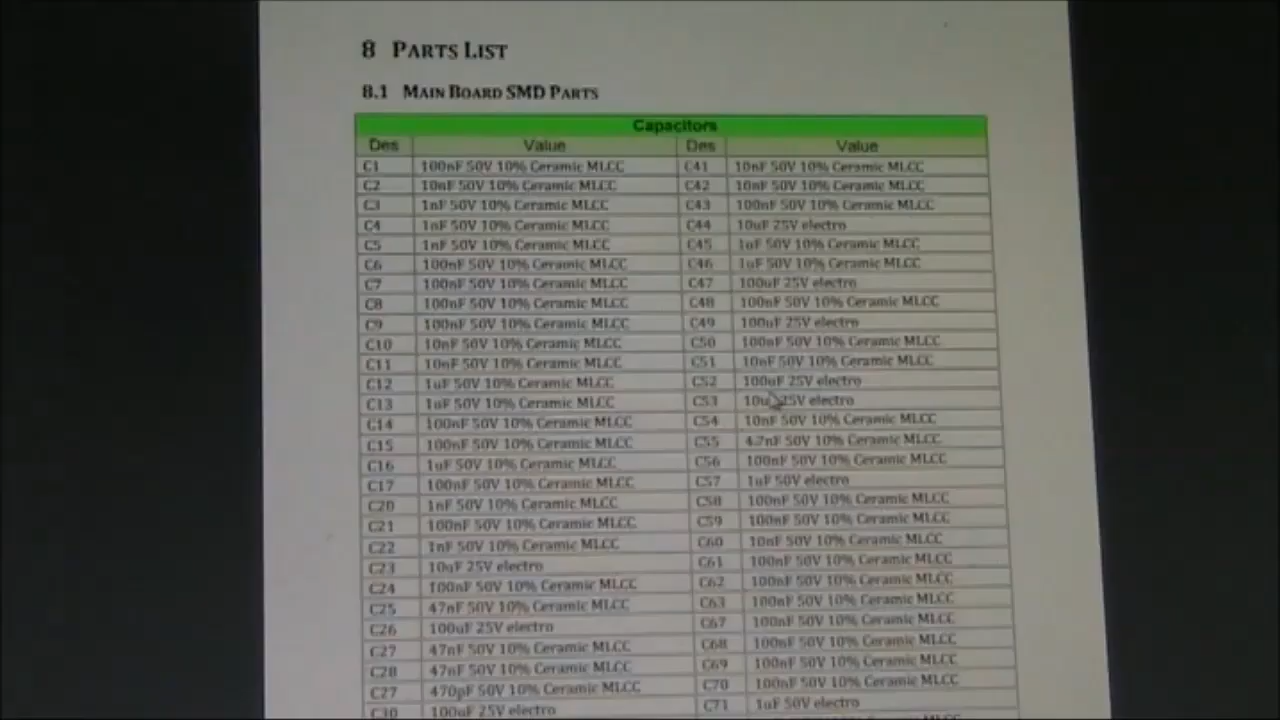 8 PARTS LIST
8.1 MAIN BOARD SMD PARTS
Capacitors
Des Value Des Value
C1 100nF 50V 10% Ceramic MLCC C41 10nF 50V 10% Ceramic MLCC
C2 10nF 50V 10% Ceramic MLCC C42 10nF 50V 10% Ceramic MLCC
C3 1nF 50V 10% Ceramic MLCC C43 100nF 50V 10% Ceramic MLCC
C4 1nF 50V 10% Ceramic MLCC C44 10uF 25V electro
C5 1nF 50V 10% Ceramic MLCC C45 1uF 50V 10% Ceramic MLCC
C6 100nF 50V 10% Ceramic MLCC C46 1uF 50V 10% Ceramic MLCC
C7 100nF 50V 10% Ceramic MLCC C47 100uF 25V electro
C8 100nF 50V 10% Ceramic MLCC C48 100nF 50V 10% Ceramic MLCC
C9 100nF 50V 10% Ceramic MLCC C49 100uF 25V electro
C10 10nF 50V 10% Ceramic MLCC C50 100nF 50V 10% Ceramic MLCC
C11 10nF 50V 10% Ceramic MLCC C51 10nF 50V 10% Ceramic MLCC
C12 1uF 50V 10% Ceramic MLCC C52 100uF 25V electro
C13 1uF 50V 10% Ceramic MLCC C53 25V electro
C14 100nF 50V 10% Ceramic MLCC C54 10nF 50V 10% Ceramic MLCC
C15 100nF 50V 10% Ceramic MLCC C55 4.7nF 50V 10% Ceramic MLCC
C16 1uF 50V 10% Ceramic MLCC C56 100nF 50V 10% Ceramic MLCC
C17 100nF 50V 10% Ceramic MLCC C57 1uF 50V electro
C20 1nF 50V 10% Ceramic MLCC C58 100nF 50V 10% Ceramic MLCC
C21 100nF 50V 10% Ceramic MLCC C59 100nF 50V 10% Ceramic MLCC
C22 1nF 50V 10% Ceramic MLCC C60 10nF 50V 10% Ceramic MLCC
C23 10uF 25V electro C61 100nF 50V 10% Ceramic MLCC
C24 100nF 50V 10% Ceramic MLCC C62 100nF 50V 10% Ceramic MLCC
C25 47nF 50V 10% Ceramic MLCC C63 100nF 50V 10% Ceramic MLCC
C26 100uF 25V electro C67 100nF 50V 10% Ceramic MLCC
C27 47nF 50V 10% Ceramic MLCC C68 100nF 50V 10% Ceramic MLCC
C28 47nF 50V 10% Ceramic MLCC C69 100nF 50V 10% Ceramic MLCC
C27 470pF 50V 10% Ceramic MLCC C70 100nF 50V 10% Ceramic MLCC
C30 100uF 25V electro C71 1uF 50V electro